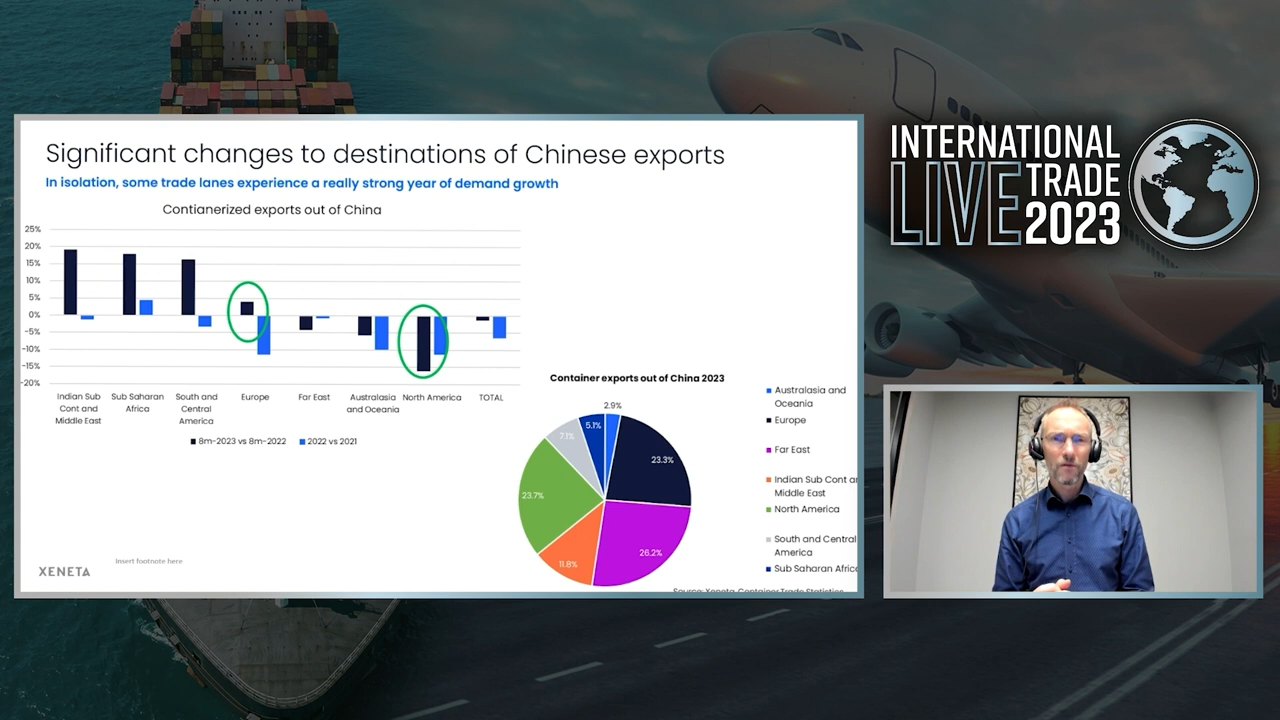 Significant changes to destinations of Chinese exports
In isolation, some trade lanes experience a really strong year of demand growth
Contianerized exports out of China
25%
20%
15%
10%
5%
0%
-5%
-10%
-15%
-20%
Indian Sub Cont and Middle East
Sub Saharan Africa
South and Central America
Europe
Far East
Australasia and Oceania
North America
TOTAL
8m-2023 vs 8m-2022
2022 vs 2021
Container exports out of China 2023
2.9%
23.3%
26.2%
11.8%
23.7%
7.1%
5.1%
Australasia and
Oceania
Europe
Far East
Indian Sub Cont
Middle East
North America
South and Central
America
Sub Saharan Africa
Insert footnote here
XENETA
Source: Xeneta, Container Trade Statistics
INTERNATIONAL
LIVE TRADE
2023